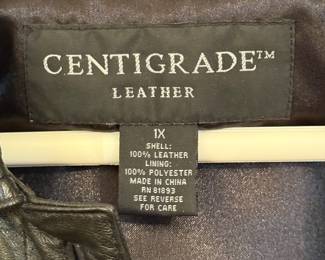 CENTIGRADE™
LEATHER
1X
SHELL:
100% LEATHER
LINING:
100% POLYESTER
MADE IN CHINA
RN 81893
SEE REVERSE
FOR CARE